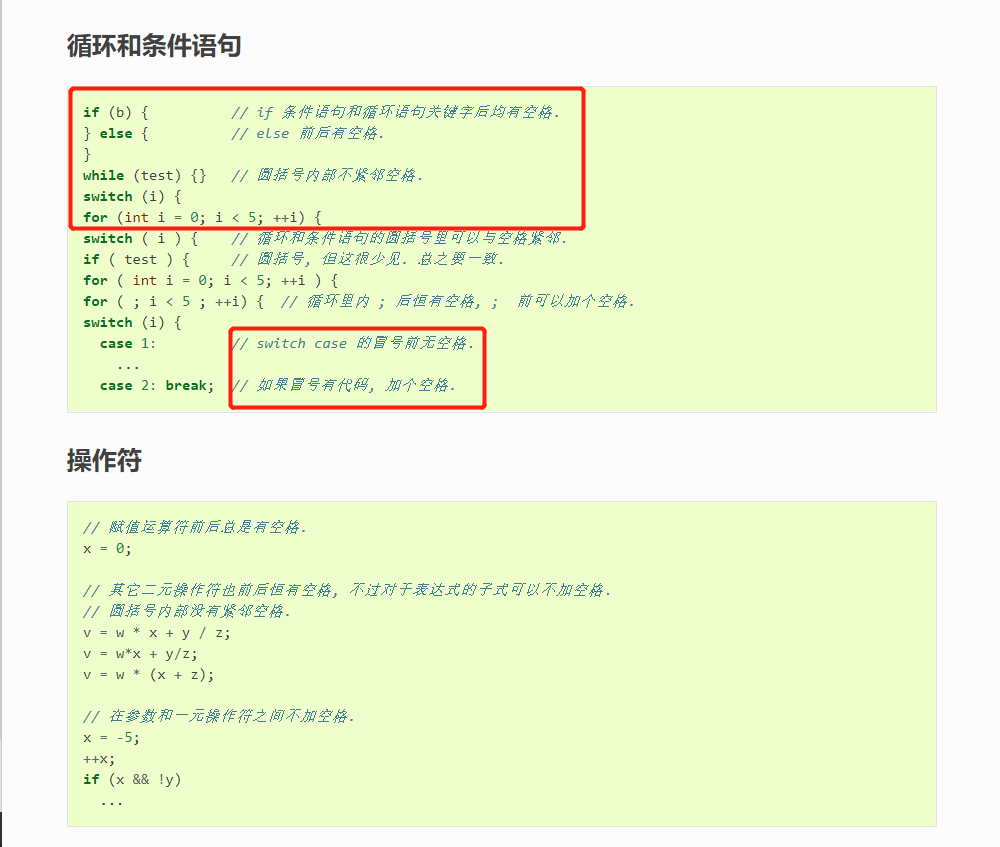 循环和条件语句
if (b) {          // if 条件语句和循环语句关键字后均有空格.
} else {          // else 前后有空格.
}
while (test) {}   // 圆括号内部不紧邻空格.
switch (i) {
for (int i = 0; i < 5; ++i) {
switch ( i ) {    // 循环和条件语句的圆括号里可以与空格紧邻.
if ( test ) {     // 圆括号, 但这很少见. 总之要一致.
for ( int i = 0; i < 5; ++i ) {
for ( ; i < 5 ; ++i) {  // 循环里内 ; 后恒有空格, ;  前可以加个空格.
switch (i) {
  case 1:         // switch case 的冒号前无空格.
    ...
  case 2: break;  // 如果冒号有代码, 加个空格.
操作符
// 赋值运算符前后总是有空格.
x = 0;
// 其它二元操作符也前后恒有空格, 不过对于表达式的子式可以不加空格.
// 圆括号内部没有紧邻空格.
v = w * x + y / z;
v = w*x + y/z;
v = w * (x + z);
// 在参数和一元操作符之间不加空格.
x = -5;
++x;
if (x && !y)
  ...